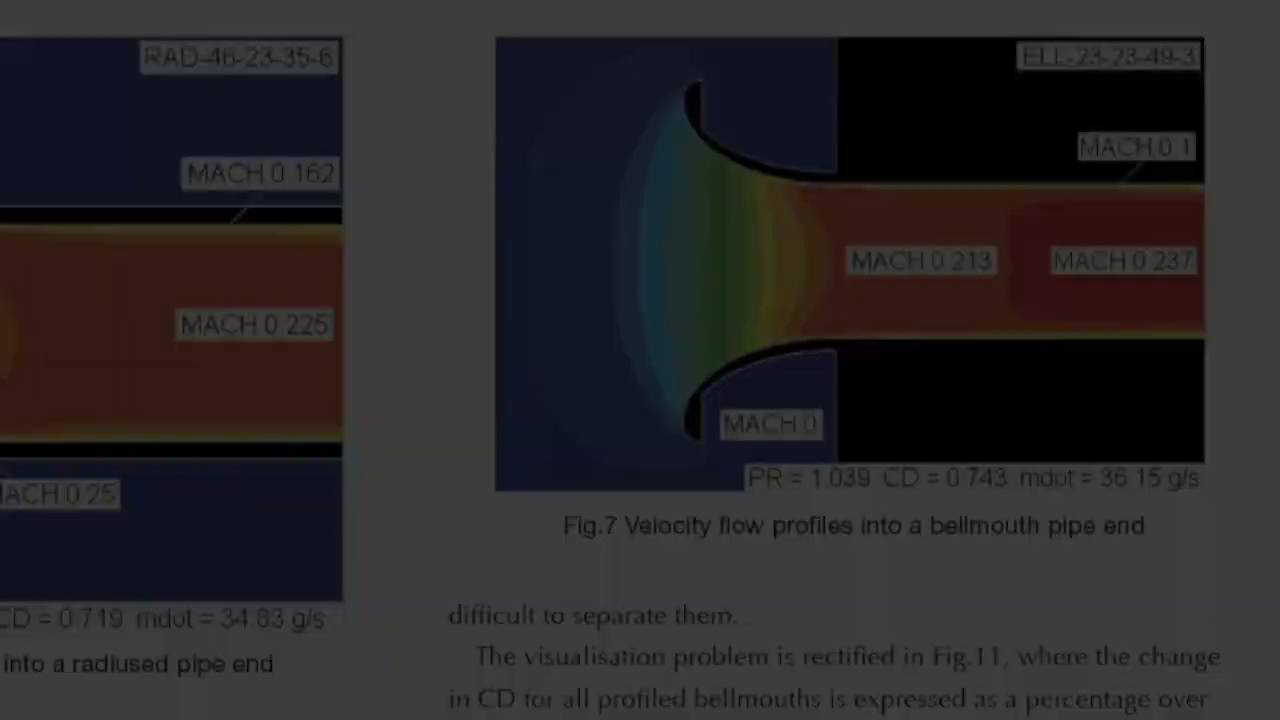 RAD-46-23-35-6
MACH 0.162
MACH 0.225
MACH 0.25
CD = 0.719 mdot = 34.83 g/s
into a radiused pipe end
ELL-23-23-49-3
MACH 0.1
MACH 0.213
MACH 0.237
MACH 0
PR = 1.039 CD = 0.743 mdot = 36.15 g/s
Fig.7 Velocity flow profiles into a bellmouth pipe end
difficult to separate them.
The visualisation problem is rectified in Fig.11, where the change
in CD for all profiled bellmouths is expressed as a percentage over